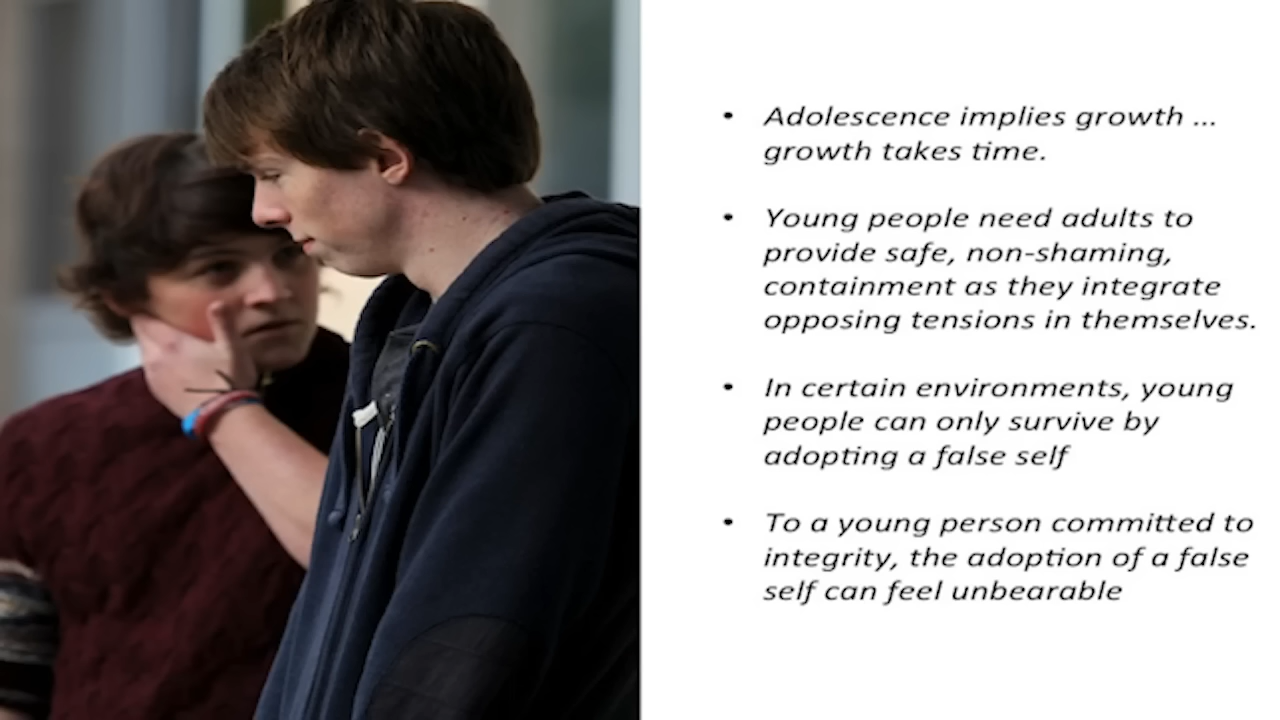 • Adolescence implies growth ...
growth takes time.
• Young people need adults to
provide safe, non-shaming,
containment as they integrate
opposing tensions in themselves.
• In certain environments, young
people can only survive by
adopting a false self
• To a young person committed to
integrity, the adoption of a false
self can feel unbearable